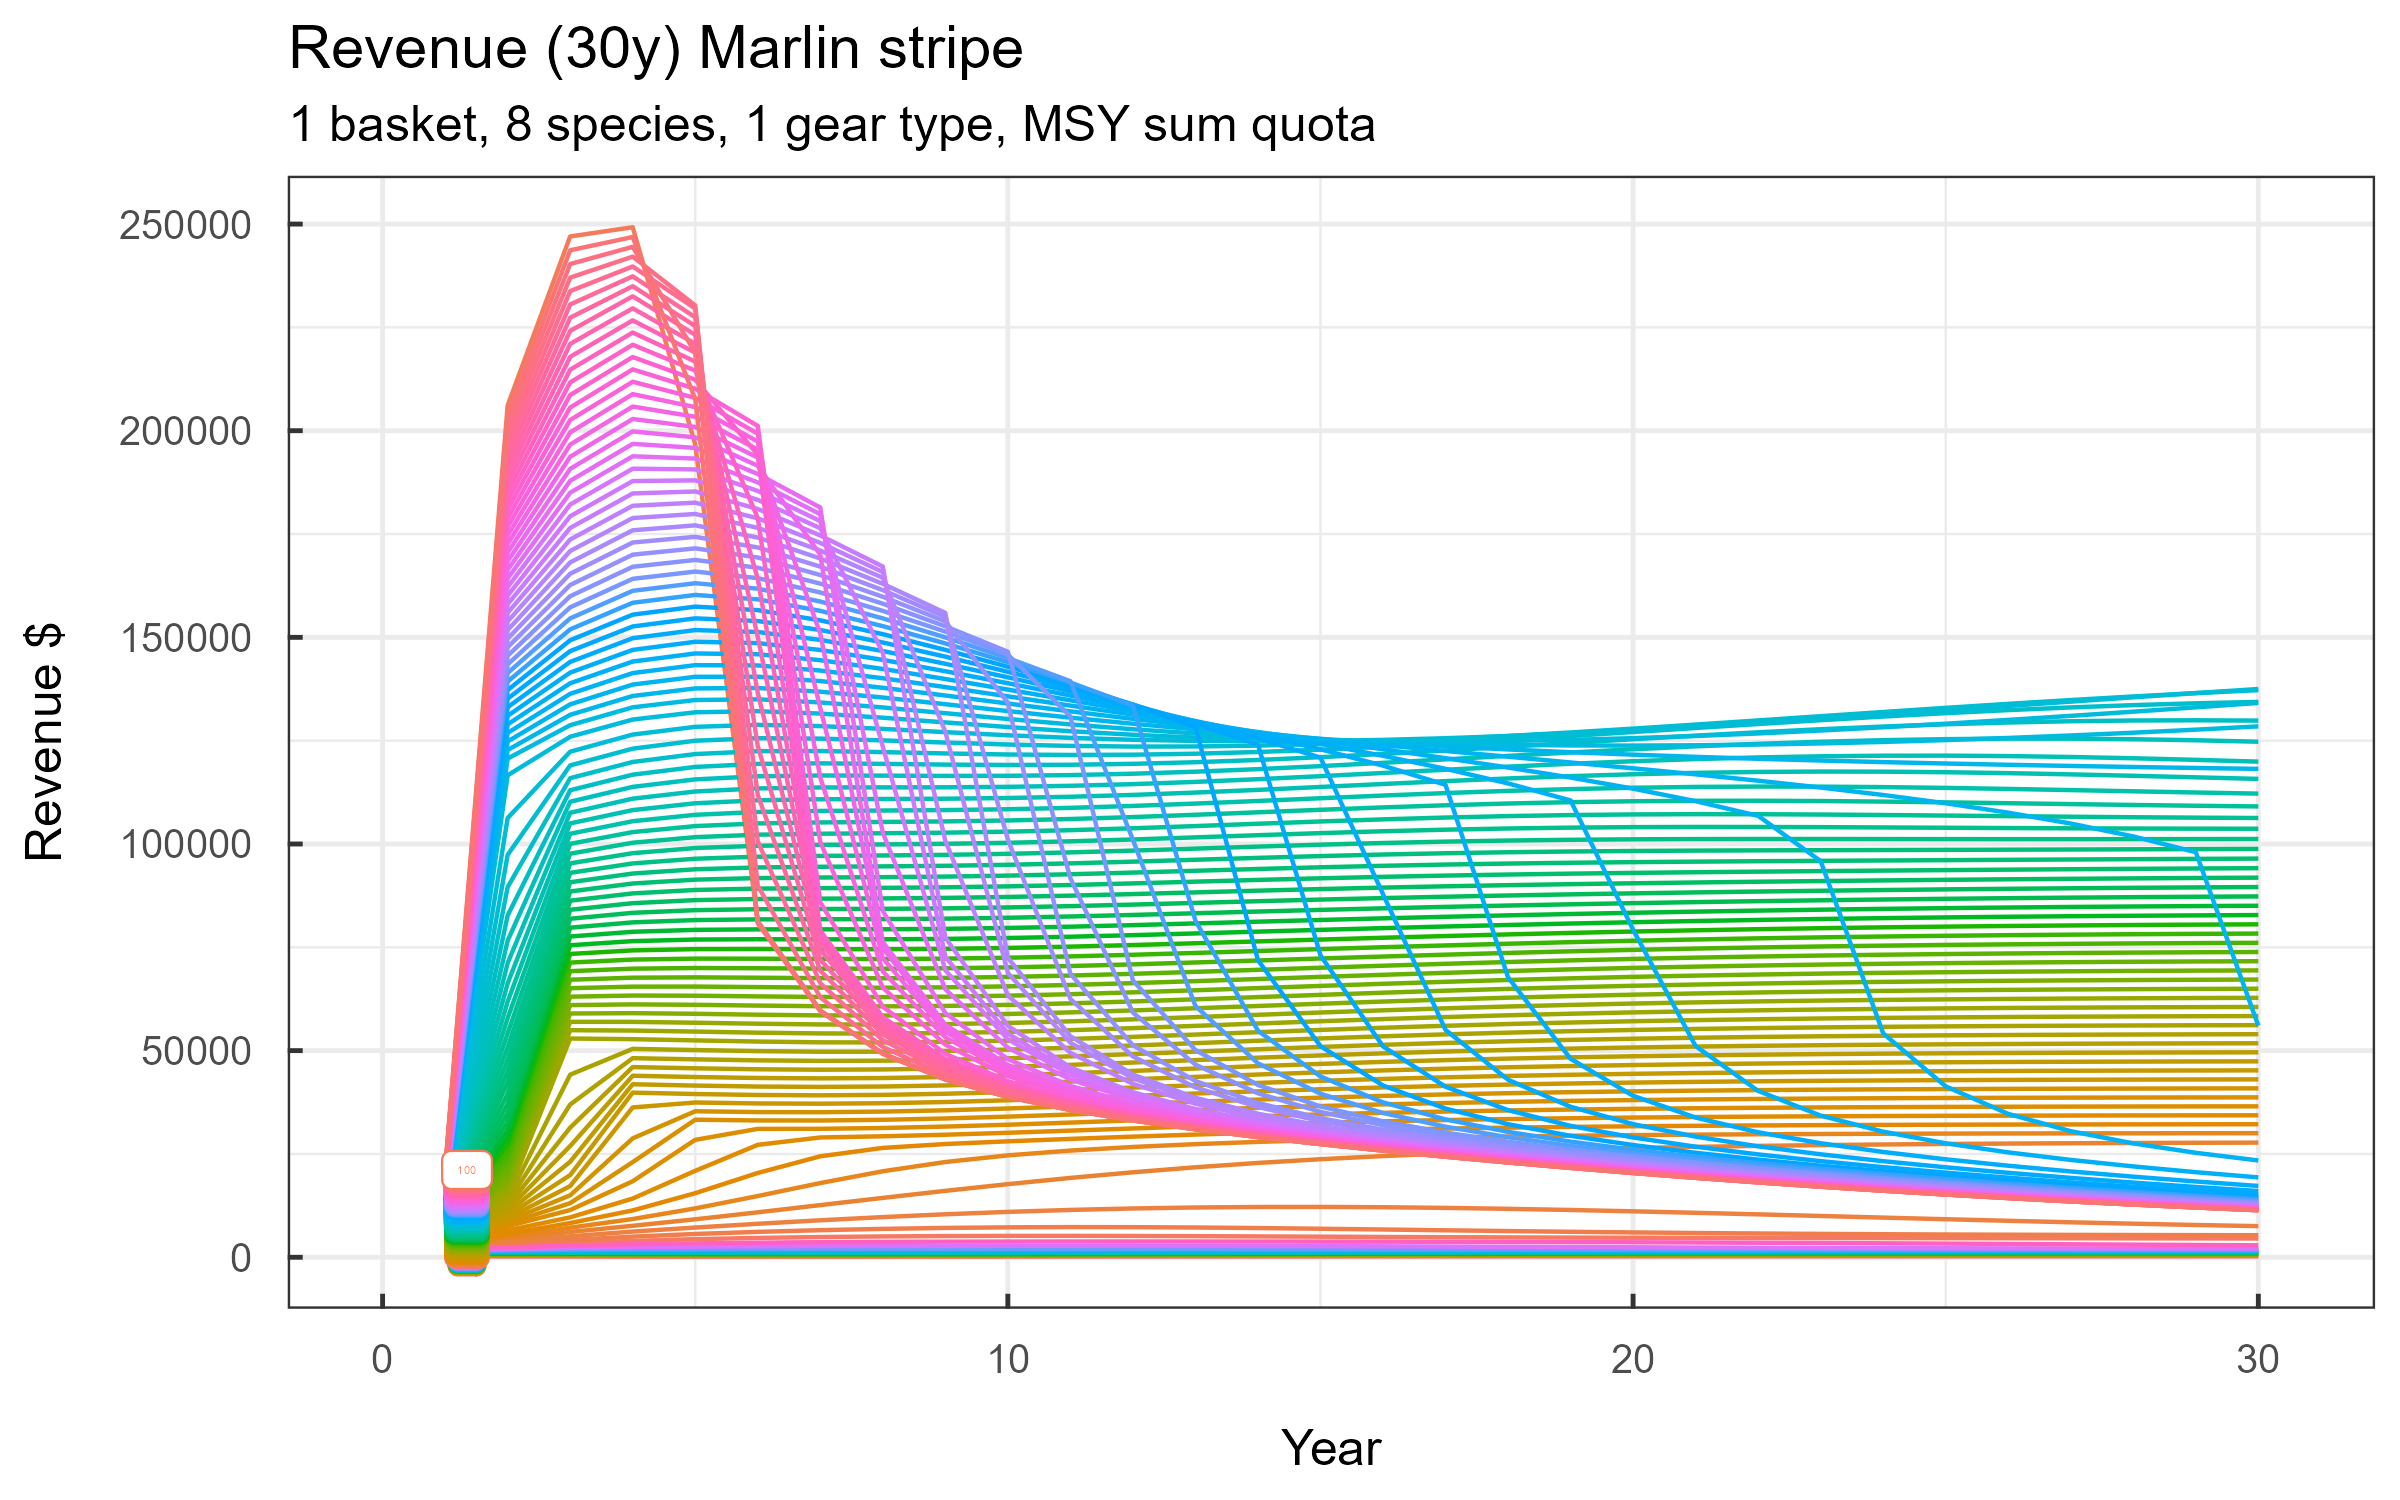 Revenue (30y) Marlin stripe
1 basket, 8 species, 1 gear type, MSY sum quota
250000
200000
150000
100000
50000
0
Revenue $
100
0 10 20 30
Year